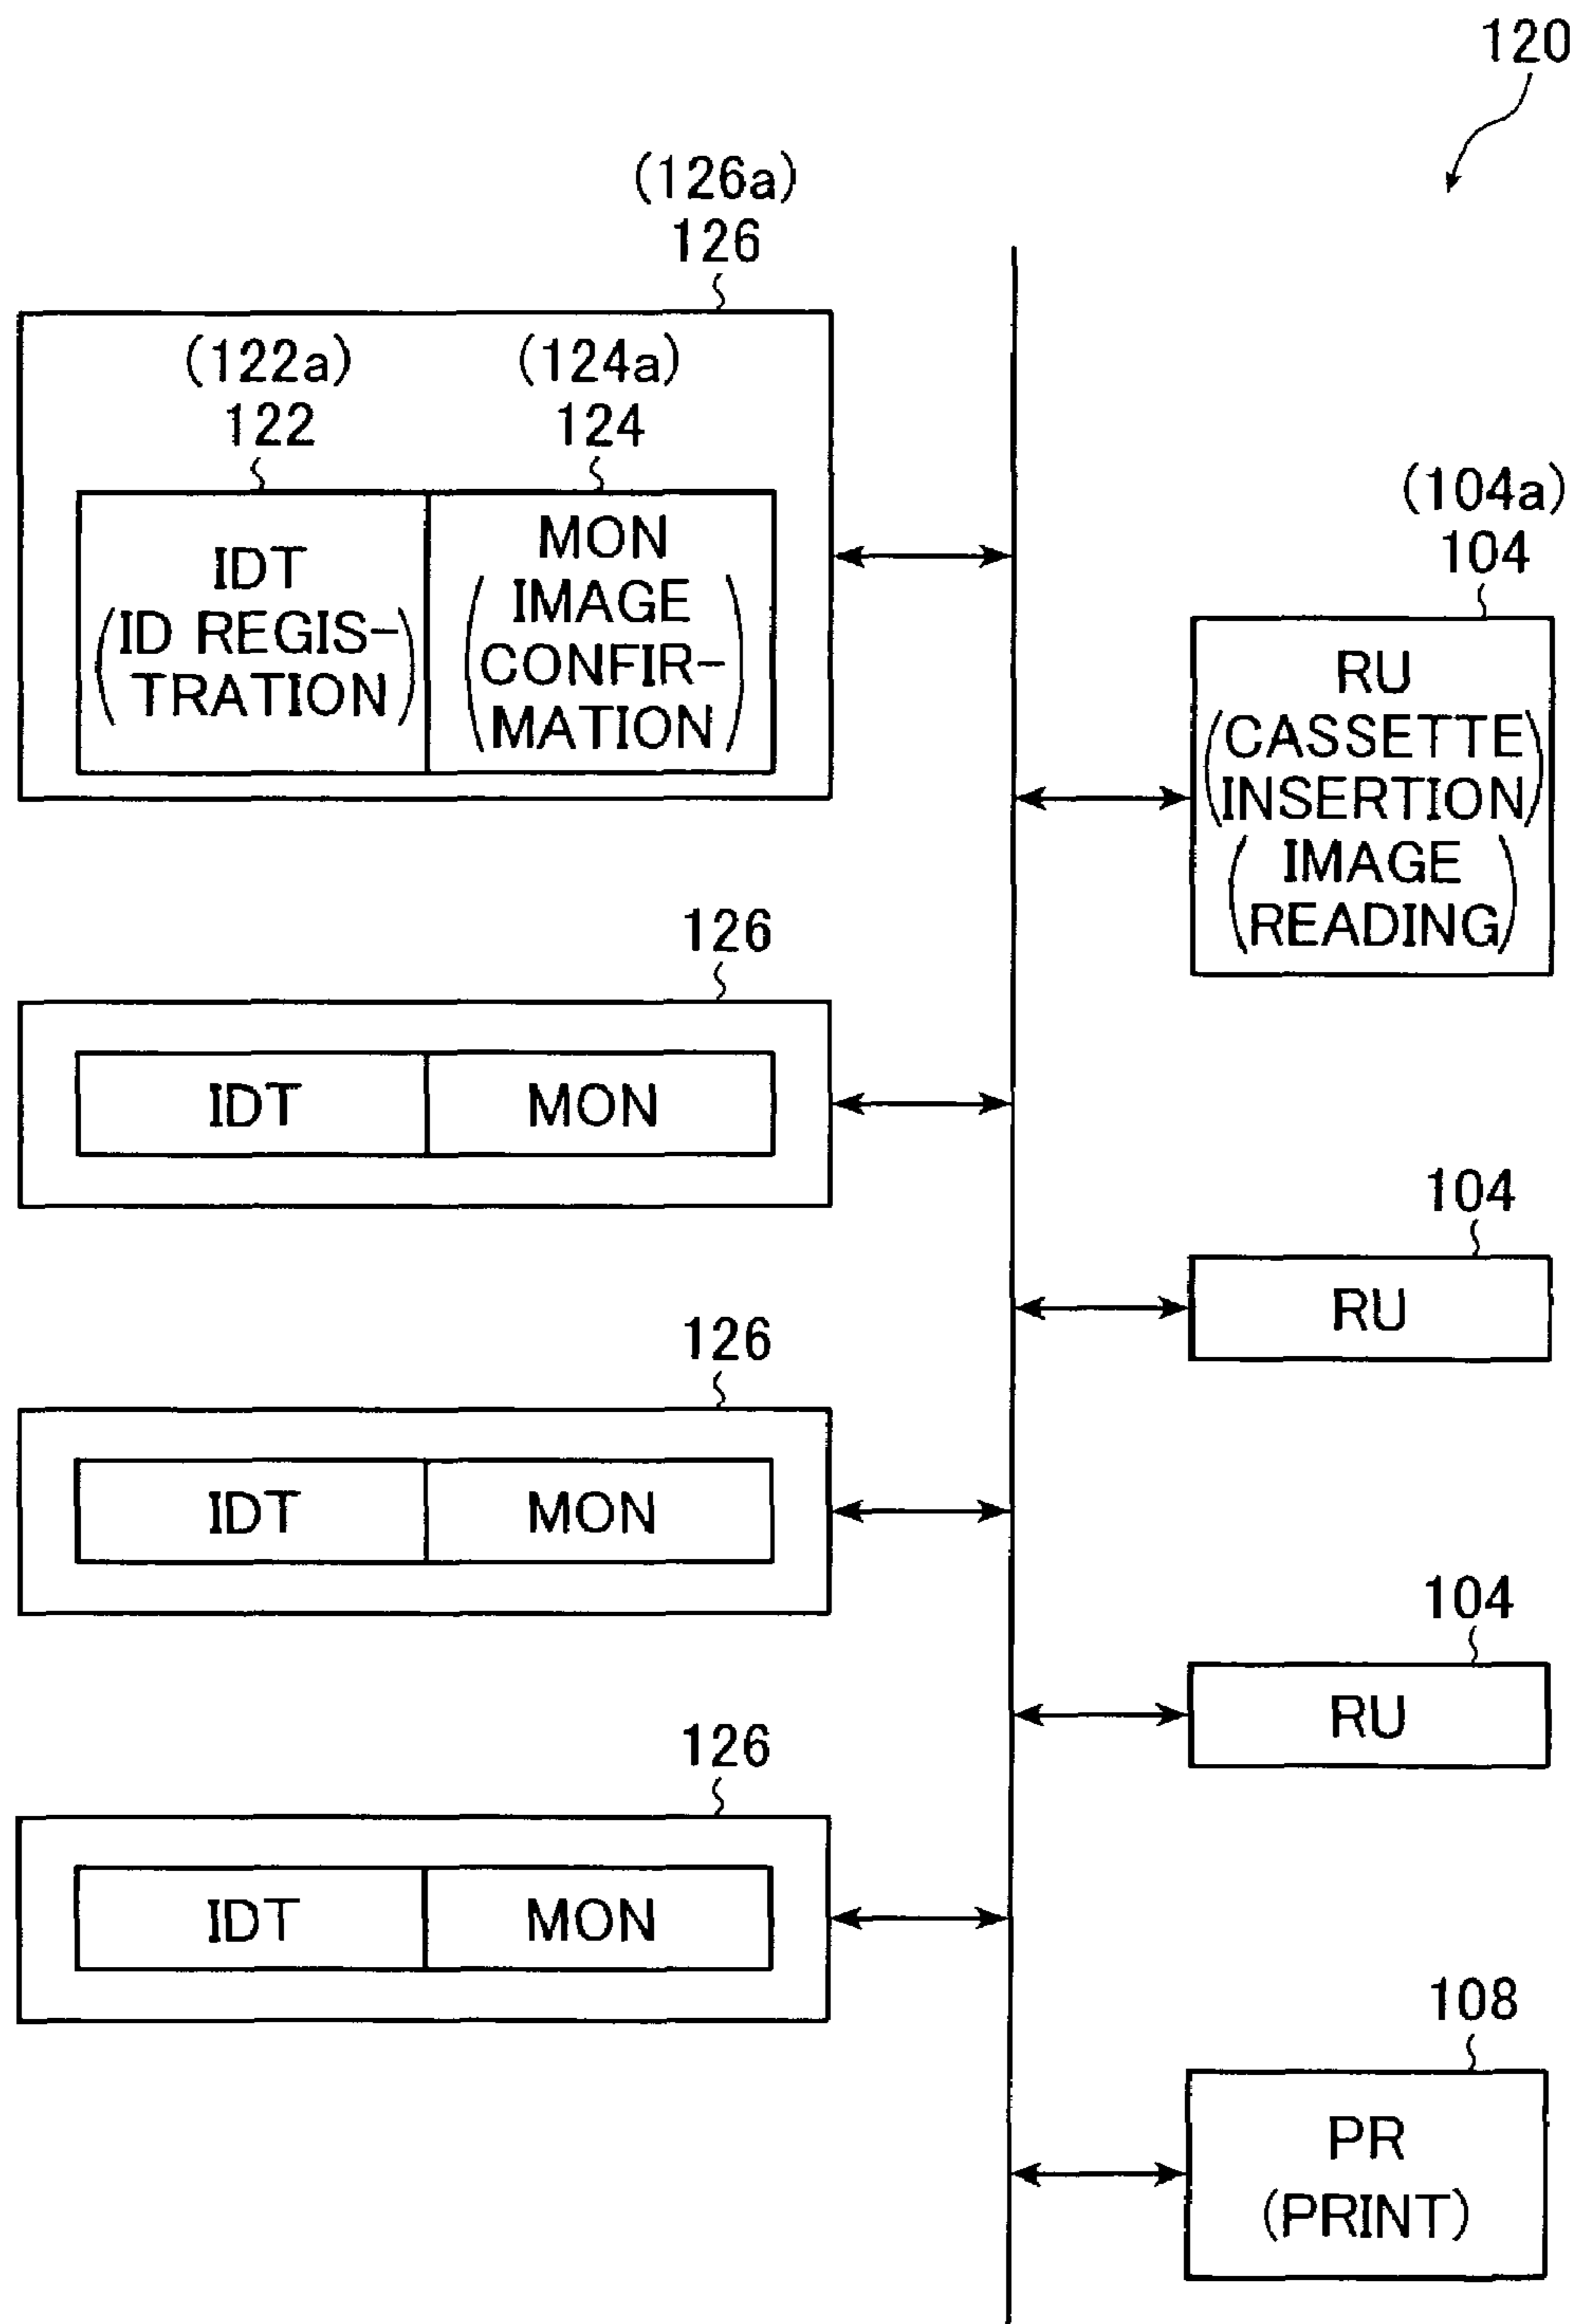 120
(126a)
126
(122a)
122
(124a)
124
IDT
(ID REGIS-
TRATION)
MON
(IMAGE
CONFIR-
MATION)
(104a)
104
RU
(CASSETTE
INSERTION)
(IMAGE
READING)
126
IDT
MON
104
RU
126
IDT
MON
104
RU
126
IDT
MON
108
PR
(PRINT)